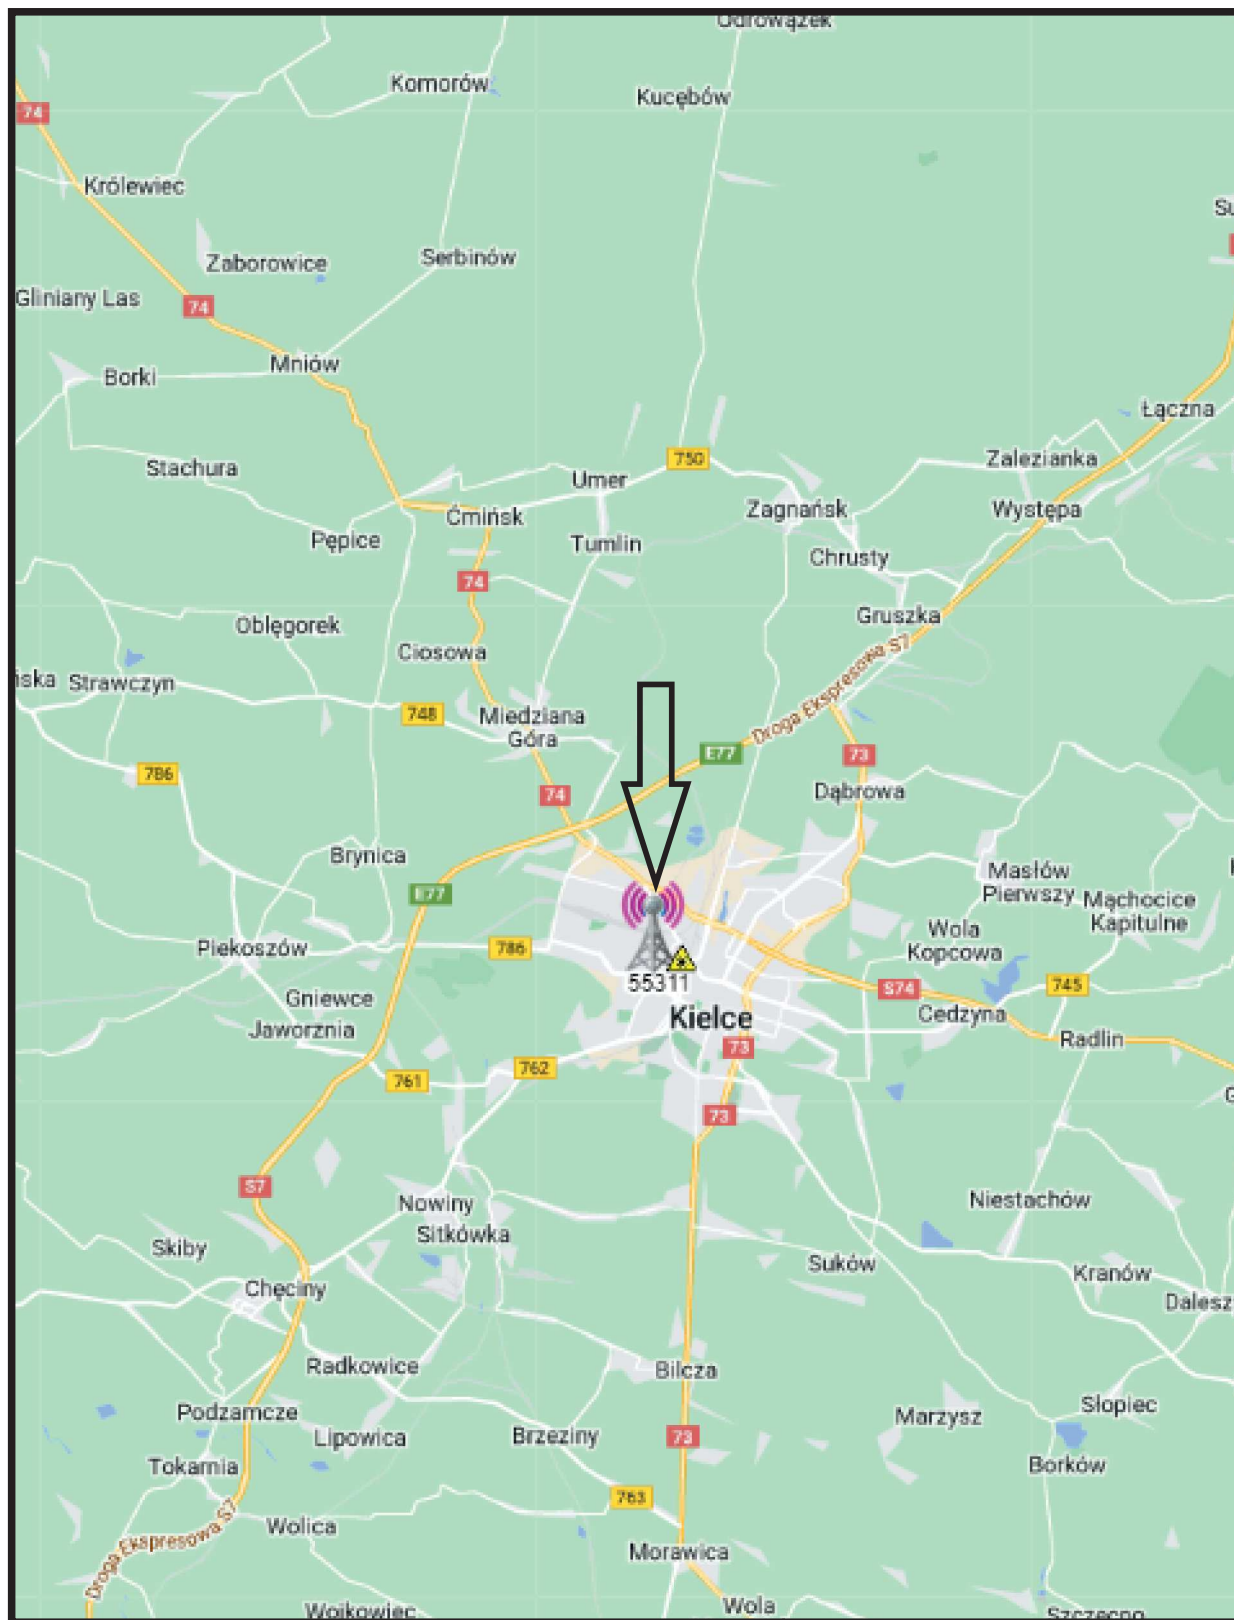 Odrowążek
Komorów
Kucębów
74
Królewiec
Su
Zaborowice
Serbinów
Gliniany Las
74
Mniów
Borki
Łączna
Stachura
750
Zalezianka
Umer
Zagnańsk
Występa
Ćmińsk
Pępice
Tumlin
Chrusty
74
Gruszka
Oblęgorek
Ciosowa
Droga Ekspresowa S7
iska
Strawczyn
748
Miedziana
Góra
E77
73
786
74
Dąbrowa
Brynica
Masłów
Pierwszy
E77
Mąchocice
Kapitulne
Wola
Kopcowa
Piekoszów
786
55311
S74
745
Gniewce
Cedzyna
Kielce
Jaworznia
73
Radlin
762
761
G
73
S7
Nowiny
Niestachów
Sitkówka
Skiby
Suków
Kranów
Chęciny
Dalesz
Radkowice
Bilcza
Podzamcze
Słopiec
Marzysz
Lipowica
Brzeziny
73
Tokarnia
Borków
763
Droga Ekspresowa S7
Wolica
Morawica
Wojkowiec
Wola
Szczecno